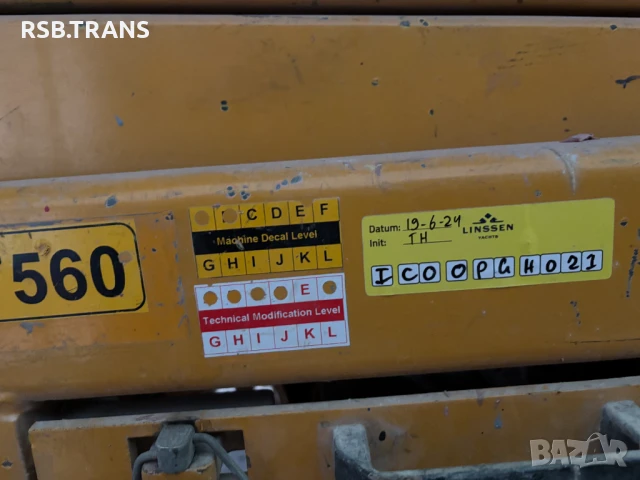 RSB.TRANS
560
C D E F
Machine Decal Level
G H I J K L
E
Technical Modification Level
G H I J K L
Datum: 19-6-24
Init: TH
LINSSEN
YACHTS
ICOOPGH021
BAZAR